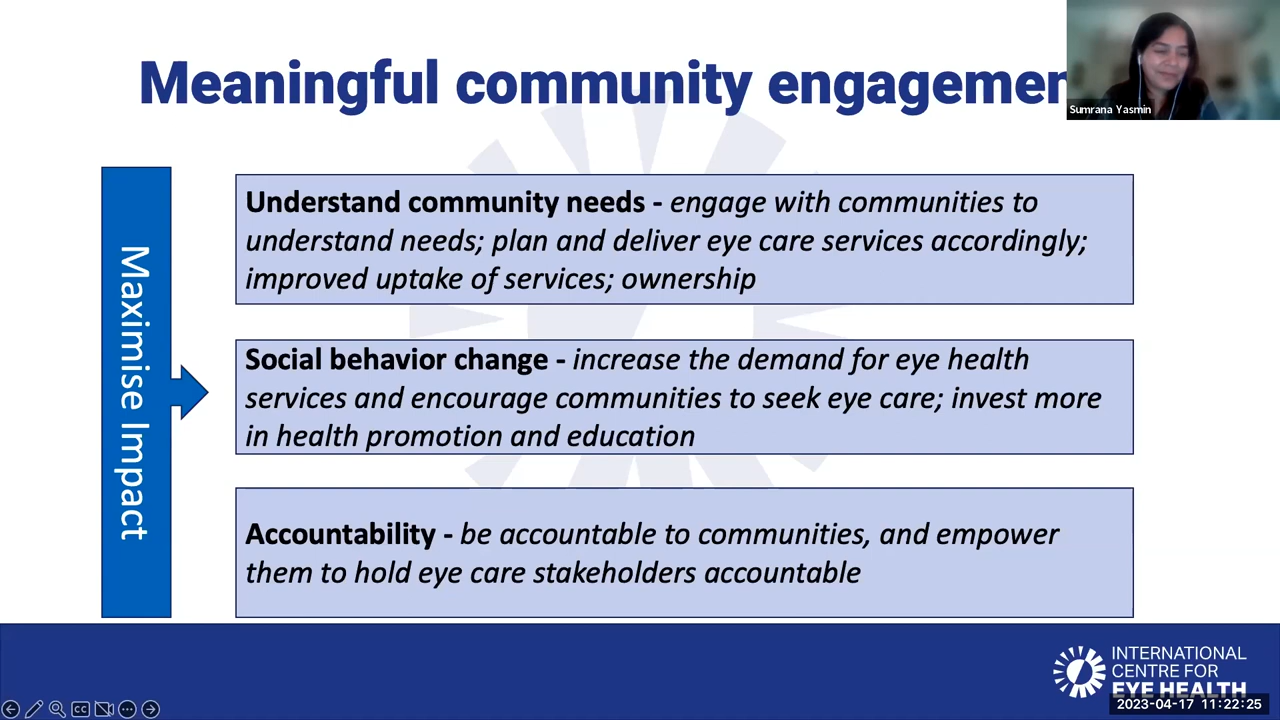 Meaningful community engagemen
Sumrana Yasmin
Maximise Impact
Understand community needs - engage with communities to
understand needs; plan and deliver eye care services accordingly;
improved uptake of services; ownership
Social behavior change - increase the demand for eye health
services and encourage communities to seek eye care; invest more
in health promotion and education
Accountability - be accountable to communities, and empower
them to hold eye care stakeholders accountable
INTERNATIONAL
CENTRE FOR
EYE HEALTH
2023-04-17 11:22:25
CC